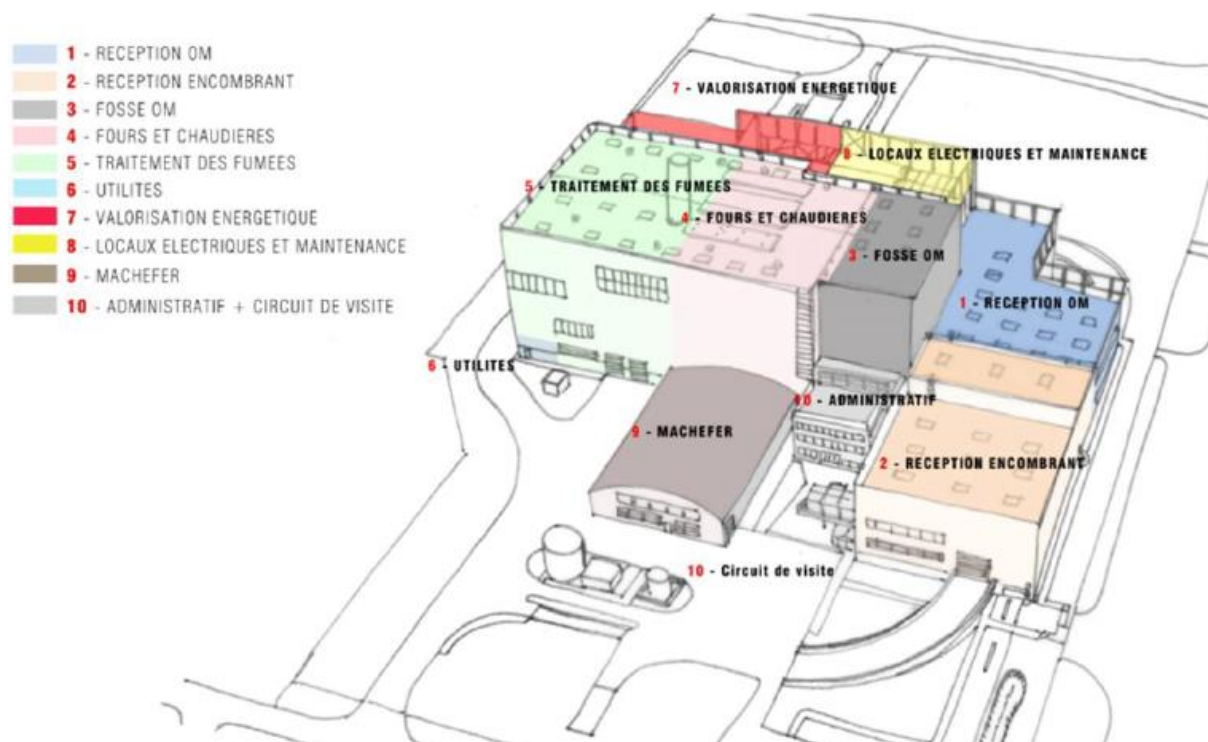 1 - RECEPTION OM
2 - RECEPTION ENCOMBRANT
3 - FOSSE OM
4 - FOURS ET CHAUDIERES
5 - TRAITEMENT DES FUMEES
6 - UTILITES
7 - VALORISATION ENERGETIQUE
8 - LOCAUX ELECTRIQUES ET MAINTENANCE
9 - MACHEFER
10 - ADMINISTRATIF + CIRCUIT DE VISITE
7 - VALORISATION ENERGETIQUE
8 - LOCAUX ELECTRIQUES ET MAINTENANCE
5 - TRAITEMENT DES FUMEES
4 - FOURS ET CHAUDIERES
3 - FOSSE OM
1 - RECEPTION OM
6 - UTILITES
10 - ADMINISTRATIF
9 - MACHEFER
2 - RECEPTION ENCOMBRANT
10 - Circuit de visite